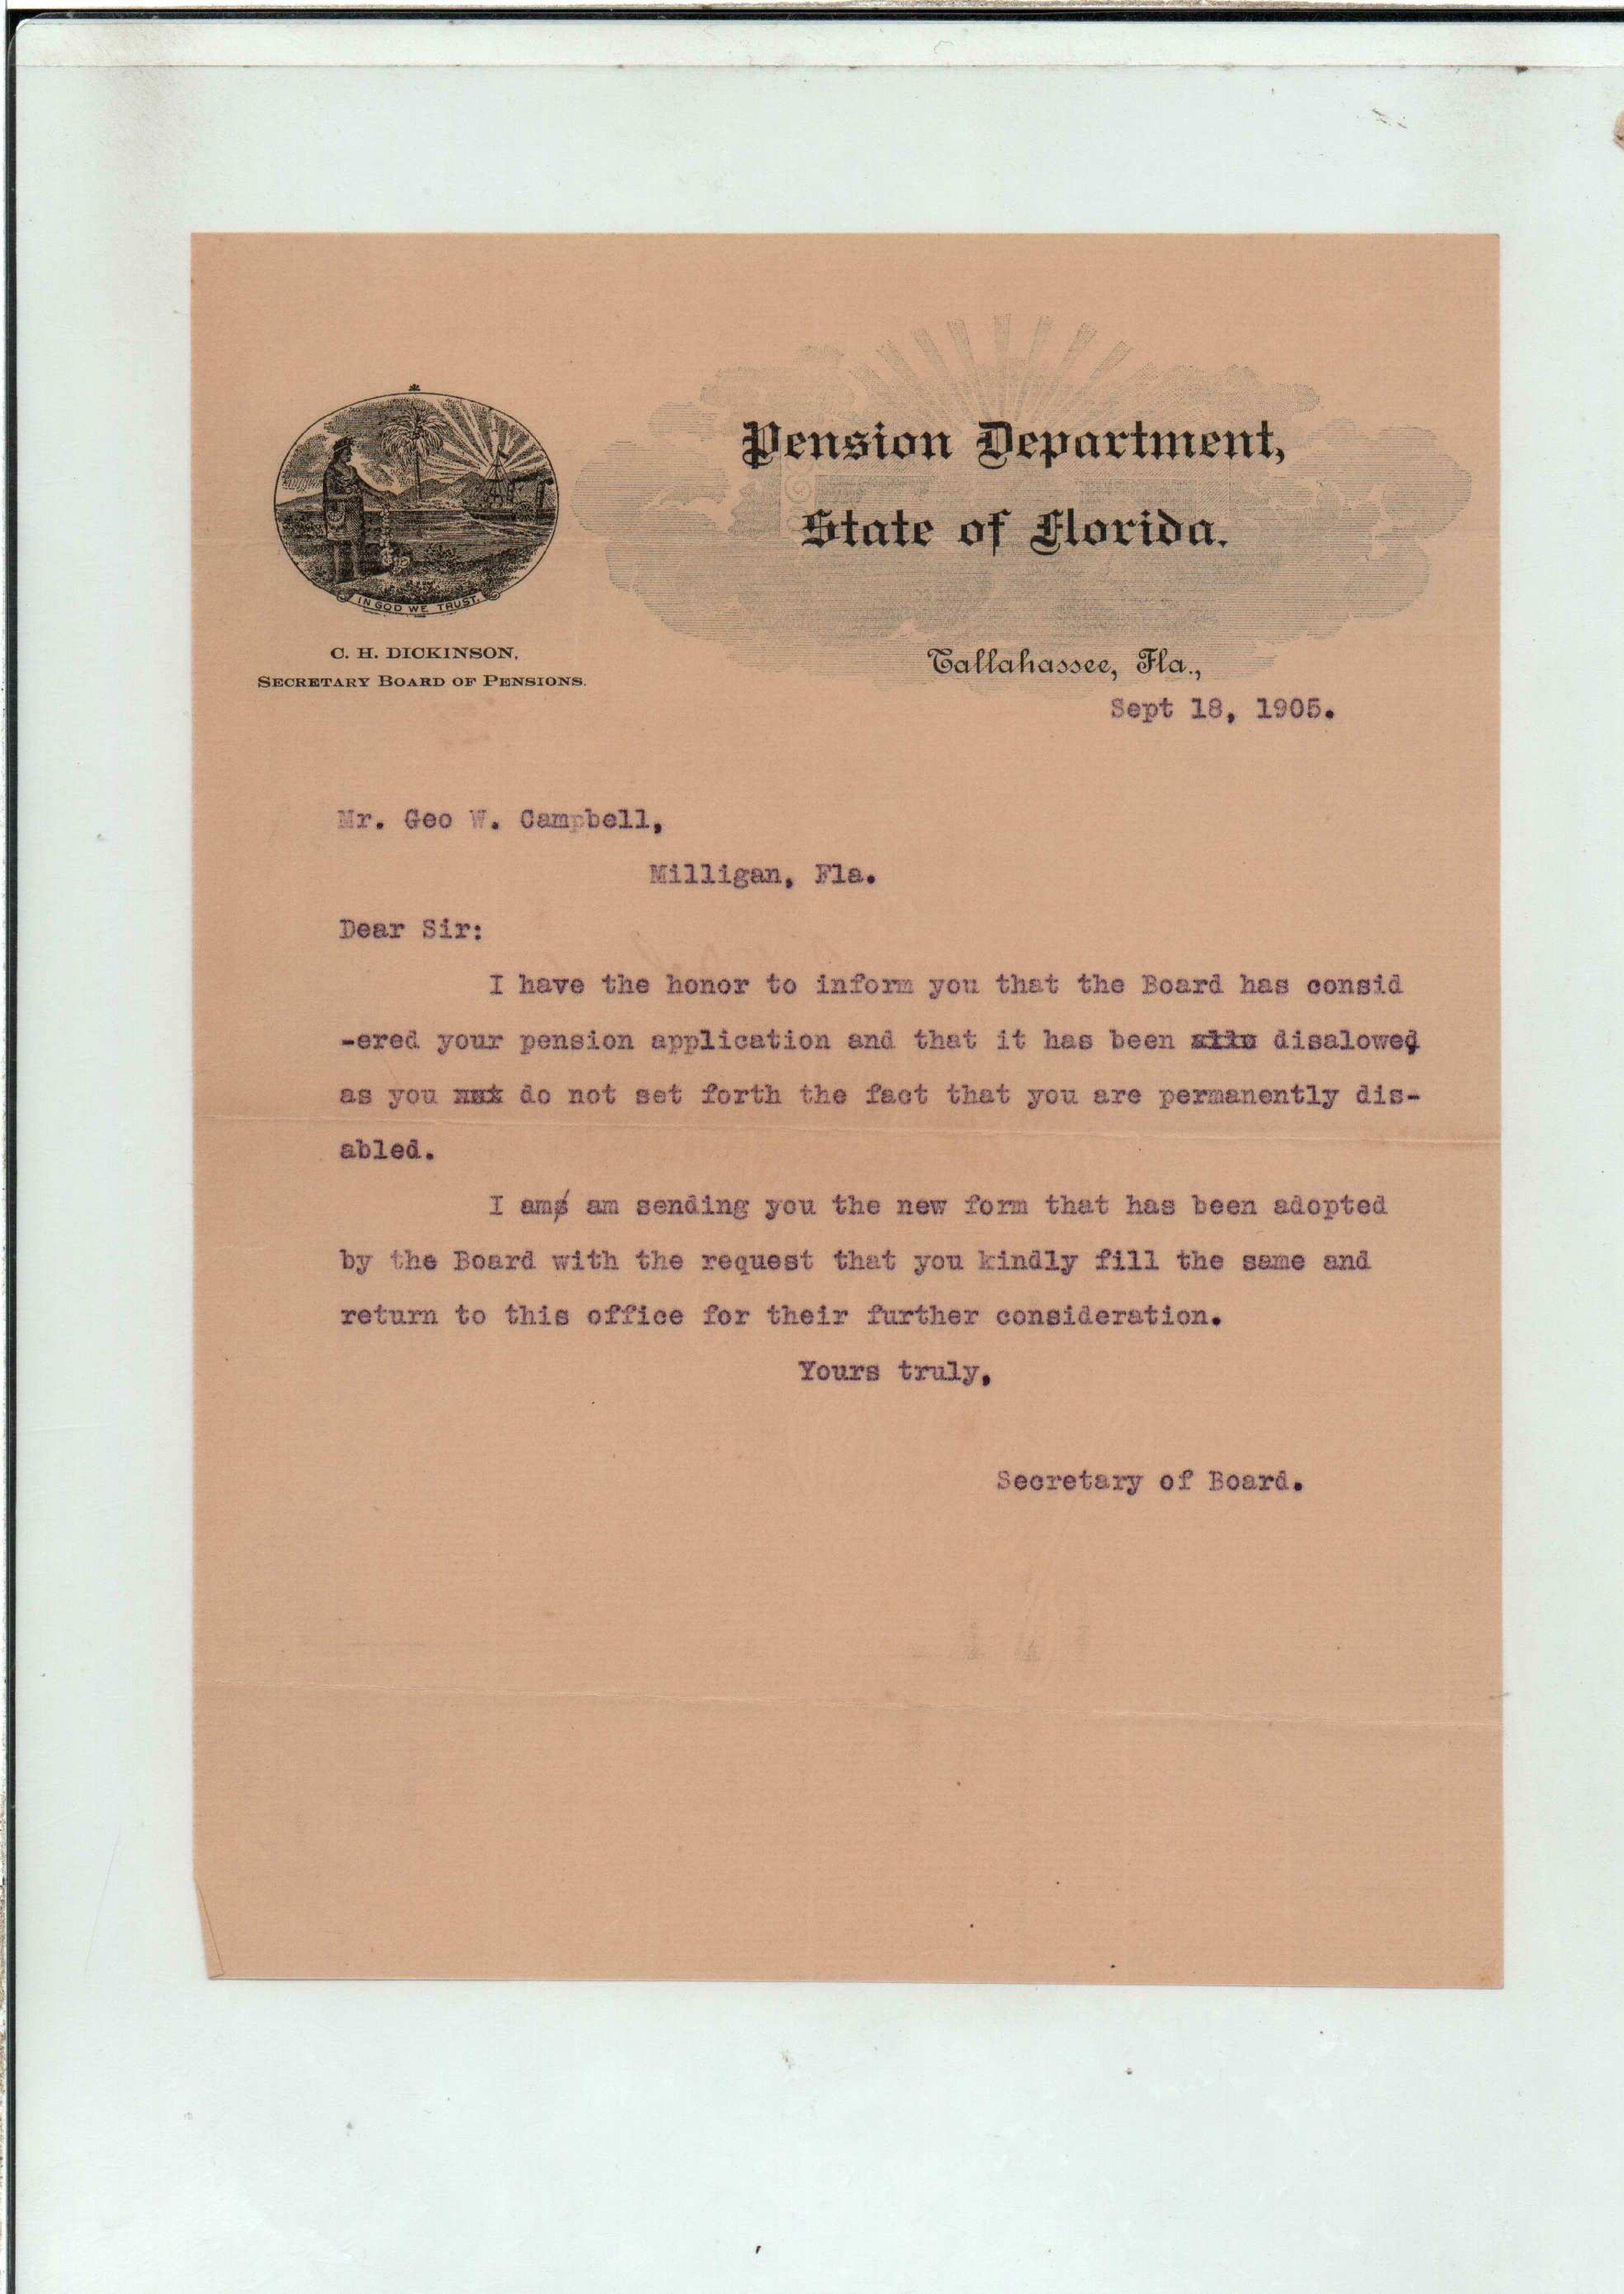 Pension Department,
State of Florida.
IN GOD WE TRUST.
C. H. DICKINSON,
SECRETARY BOARD OF PENSIONS.
Tallahassee, Fla.,
Sept 18, 1905.
Mr. Geo W. Campbell,
Milligan, Fla.
Dear Sir:
I have the honor to inform you that the Board has consid
-ered your pension application and that it has been disalowed
as you do not set forth the fact that you are permanently dis-
abled.
I am am sending you the new form that has been adopted
by the Board with the request that you kindly fill the same and
return to this office for their further consideration.
Yours truly,
Secretary of Board.